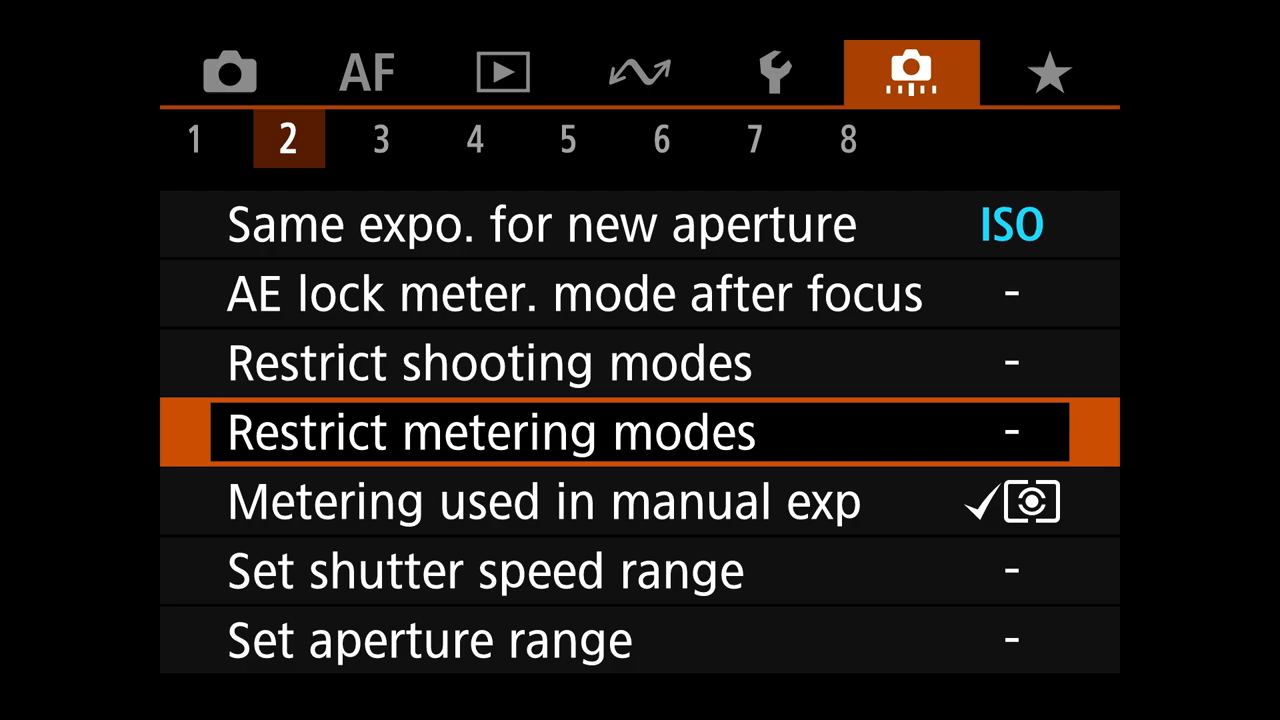 AF
1 2 3 4 5 6 7 8
Same expo. for new aperture ISO
AE lock meter. mode after focus -
Restrict shooting modes -
Restrict metering modes -
Metering used in manual exp
Set shutter speed range -
Set aperture range -